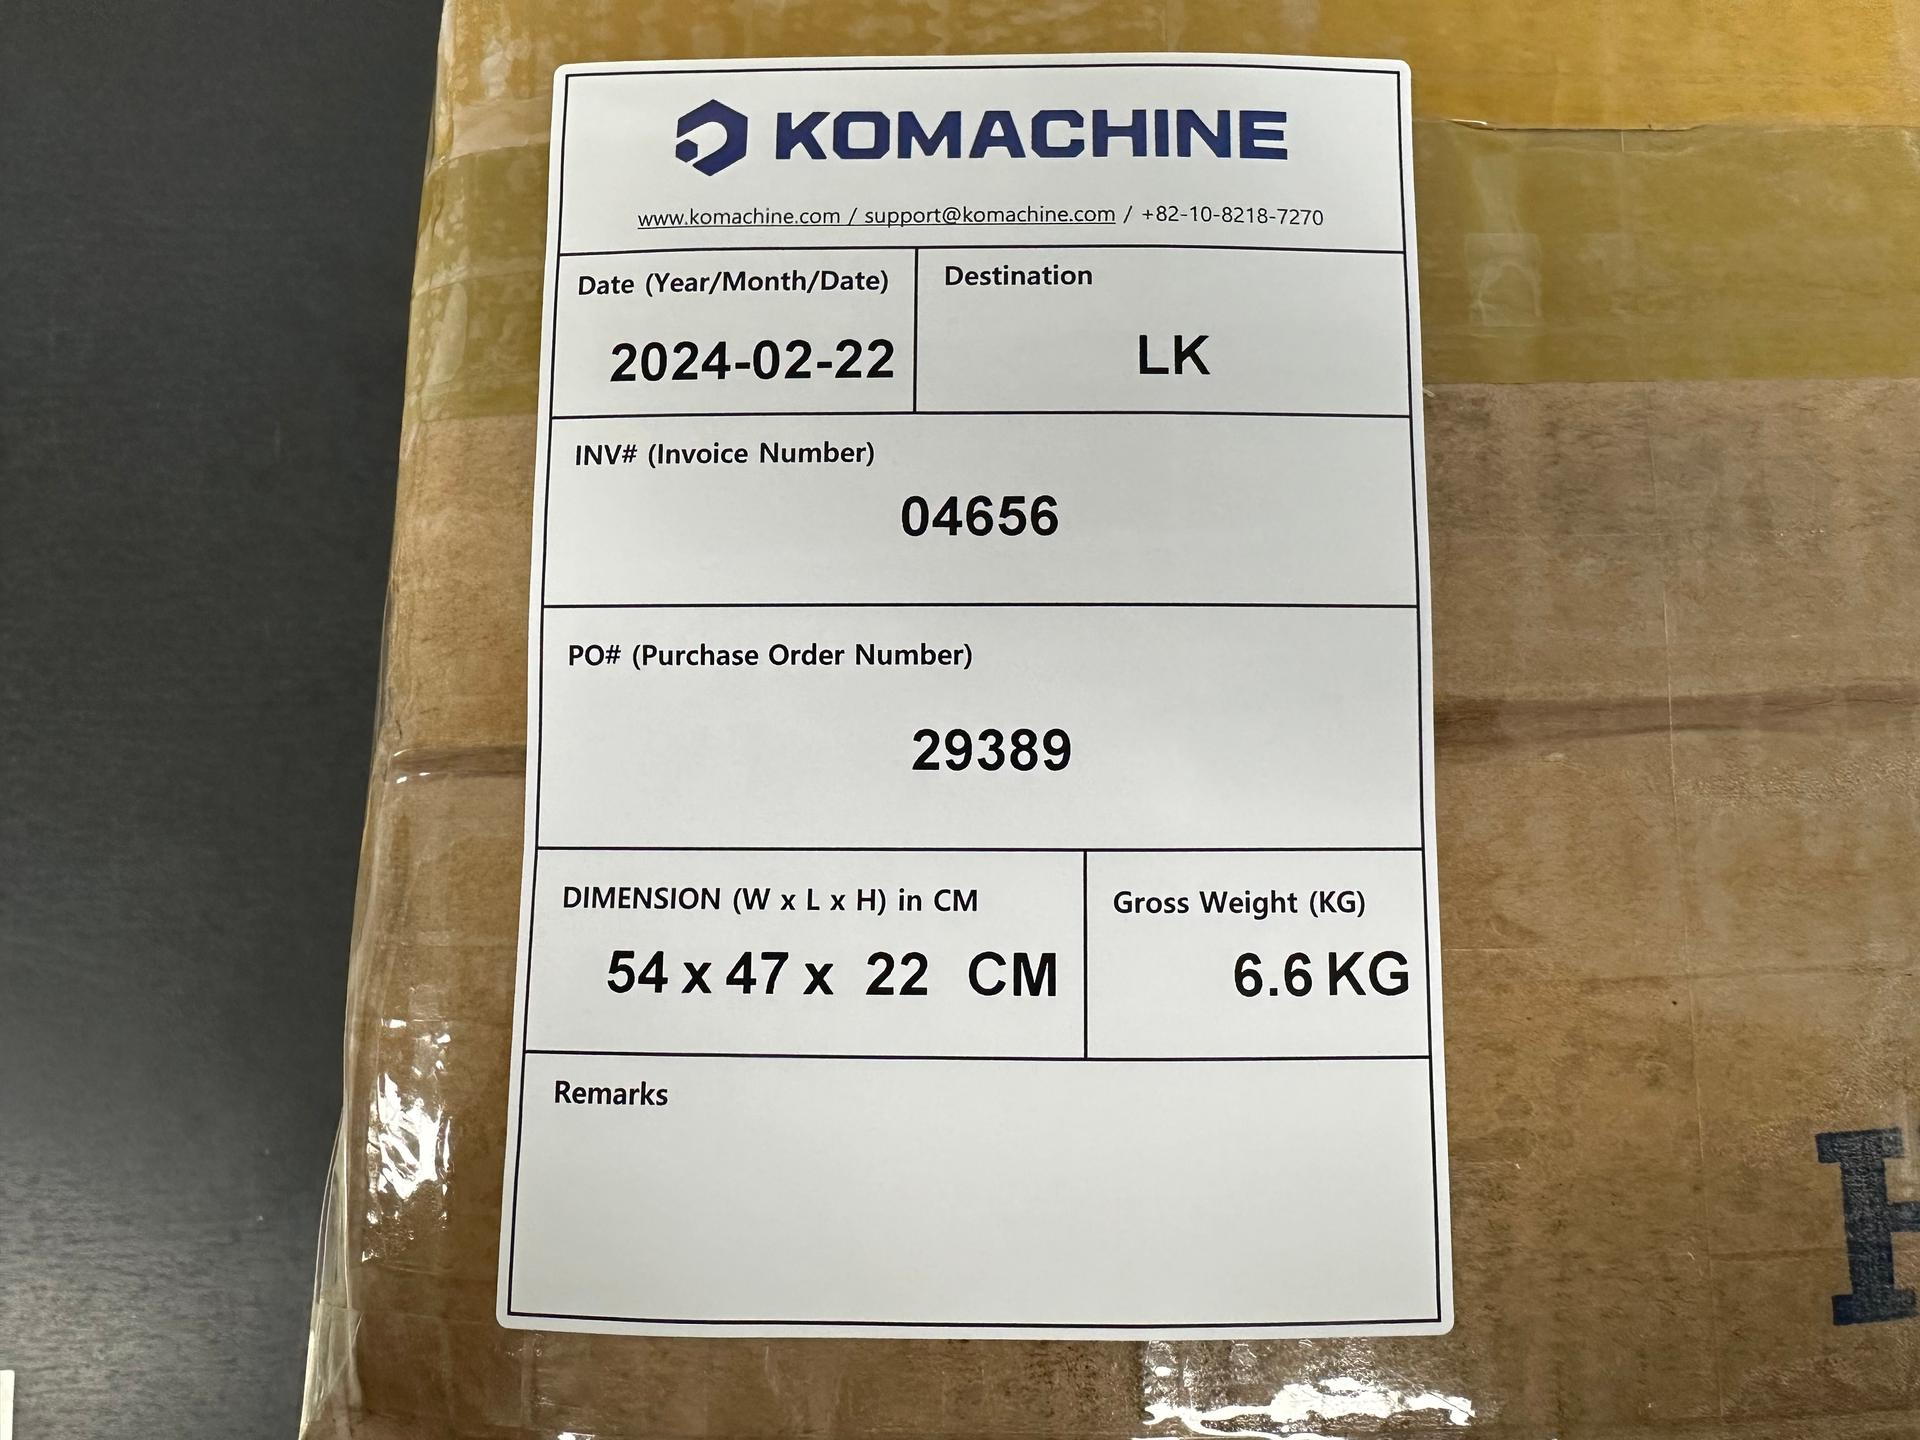 KOMACHINE
www.komachine.com / support@komachine.com / +82-10-8218-7270
Date (Year/Month/Date)
2024-02-22
Destination
LK
INV# (Invoice Number)
04656
PO# (Purchase Order Number)
29389
DIMENSION (W x L x H) in CM
54 x 47 x 22 CM
Gross Weight (KG)
6.6 KG
Remarks